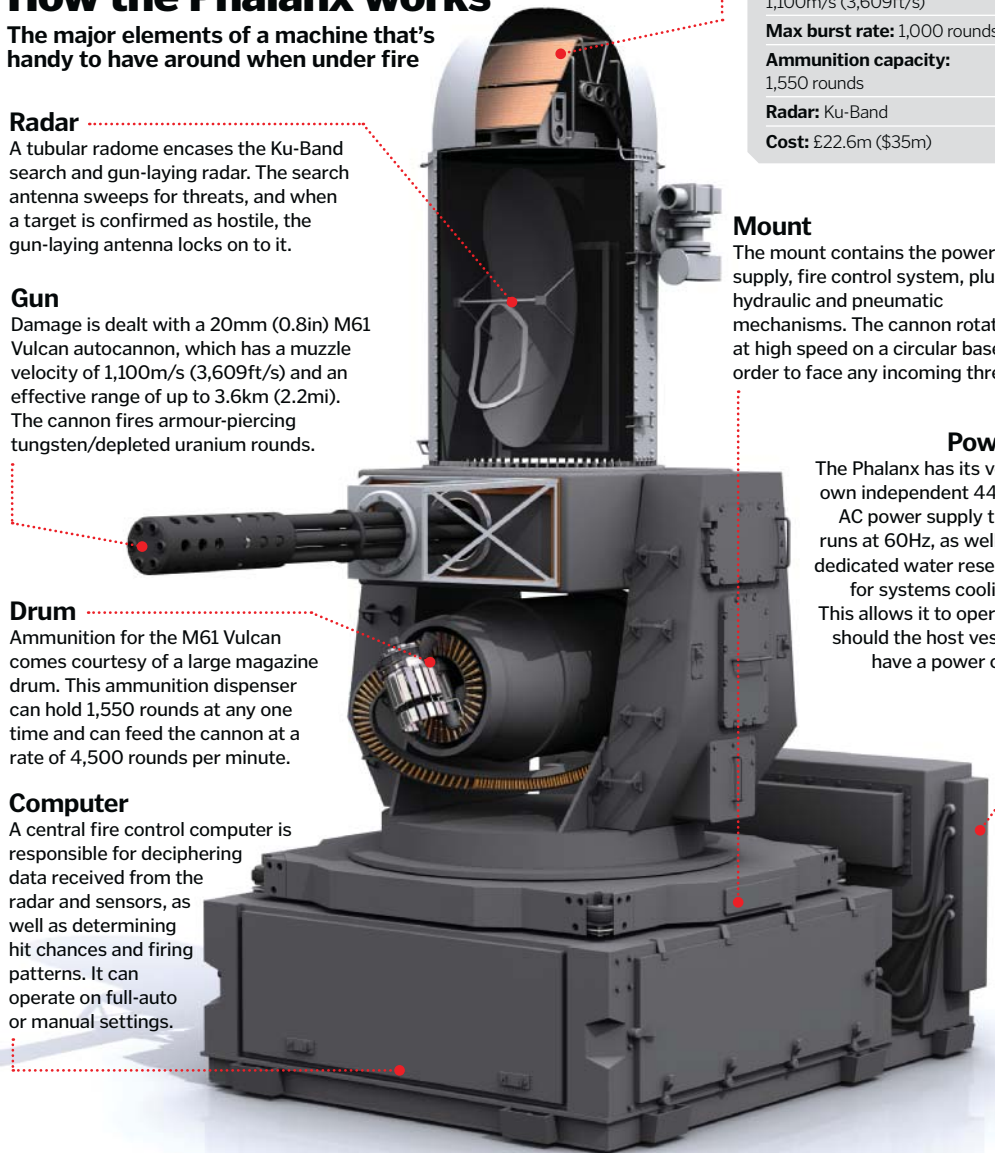 How the Phalanx works
The major elements of a machine that's
handy to have around when under fire
Radar
A tubular radome encases the Ku-Band
search and gun-laying radar. The search
antenna sweeps for threats, and when
a target is confirmed as hostile, the
gun-laying antenna locks on to it.
Gun
Damage is dealt with a 20mm (0.8in) M61
Vulcan autocannon, which has a muzzle
velocity of 1,100m/s (3,609ft/s) and an
effective range of up to 3.6km (2.2mi).
The cannon fires armour-piercing
tungsten/depleted uranium rounds.
Drum
Ammunition for the M61 Vulcan
comes courtesy of a large magazine
drum. This ammunition dispenser
can hold 1,550 rounds at any one
time and can feed the cannon at a
rate of 4,500 rounds per minute.
Computer
A central fire control computer is
responsible for deciphering
data received from the
radar and sensors, as
well as determining
hit chances and firing
patterns. It can
operate on full-auto
or manual settings.
1,100m/s (3,609ft/s)
Max burst rate: 1,000 rounds
Ammunition capacity:
1,550 rounds
Radar: Ku-Band
Cost: £22.6m ($35m)
Mount
The mount contains the power
supply, fire control system, plu
hydraulic and pneumatic
mechanisms. The cannon rotat
at high speed on a circular base
order to face any incoming thre
Pow
The Phalanx has its v
own independent 44
AC power supply t
runs at 60Hz, as well
dedicated water rese
for systems cooli
This allows it to oper
should the host ves
have a power c